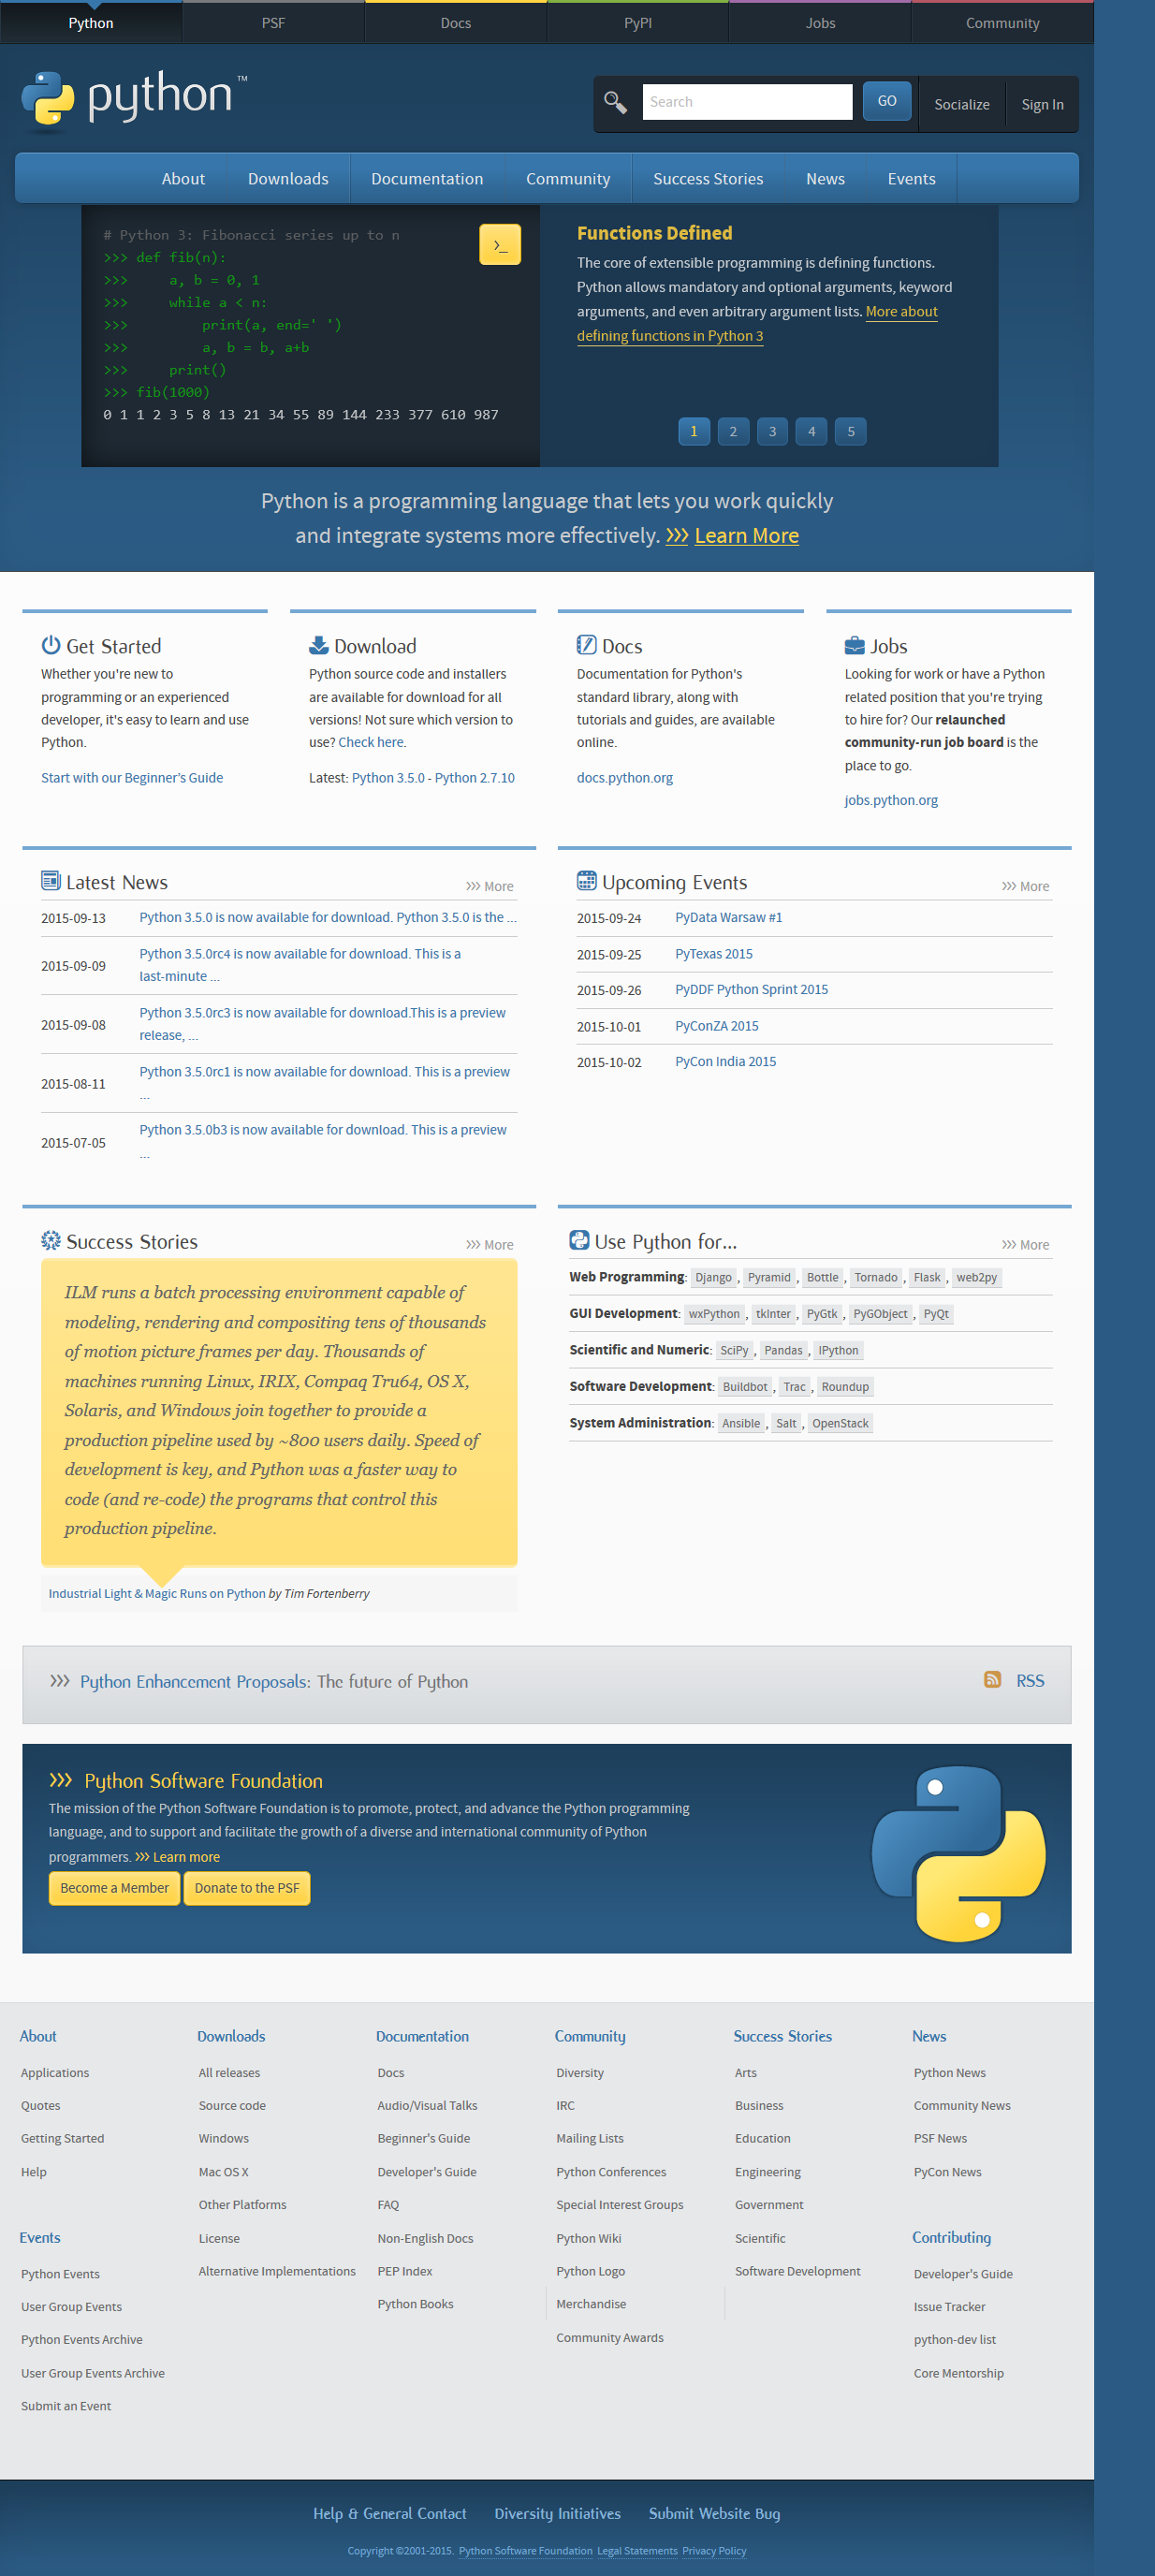 Python
PSF
Docs
PyPI
Jobs
Community
python™
Search
GO
Socialize
Sign In
About
Downloads
Documentation
Community
Success Stories
News
Events
# Python 3: Fibonacci series up to n
>>> def fib(n):
>>>     a, b = 0, 1
>>>     while a < n:
>>>         print(a, end=' ')
>>>         a, b = b, a+b
>>>     print()
>>> fib(1000)
0 1 1 2 3 5 8 13 21 34 55 89 144 233 377 610 987
>_
Functions Defined
The core of extensible programming is defining functions.
Python allows mandatory and optional arguments, keyword
arguments, and even arbitrary argument lists. More about
defining functions in Python 3
1
2
3
4
5
Python is a programming language that lets you work quickly
and integrate systems more effectively. >>> Learn More
Get Started
Whether you're new to
programming or an experienced
developer, it's easy to learn and use
Python.
Start with our Beginner's Guide
Download
Python source code and installers
are available for download for all
versions! Not sure which version to
use? Check here.
Latest: Python 3.5.0 - Python 2.7.10
Docs
Documentation for Python's
standard library, along with
tutorials and guides, are available
online.
docs.python.org
Jobs
Looking for work or have a Python
related position that you're trying
to hire for? Our relaunched
community-run job board is the
place to go.
jobs.python.org
Latest News
>>> More
2015-09-13 Python 3.5.0 is now available for download. Python 3.5.0 is the ...
2015-09-09 Python 3.5.0rc4 is now available for download. This is a
last-minute ...
2015-09-08 Python 3.5.0rc3 is now available for download.This is a preview
release, ...
2015-08-11 Python 3.5.0rc1 is now available for download. This is a preview
...
2015-07-05 Python 3.5.0b3 is now available for download. This is a preview
...
Upcoming Events
>>> More
2015-09-24 PyData Warsaw #1
2015-09-25 PyTexas 2015
2015-09-26 PyDDF Python Sprint 2015
2015-10-01 PyConZA 2015
2015-10-02 PyCon India 2015
Success Stories
>>> More
ILM runs a batch processing environment capable of
modeling, rendering and compositing tens of thousands
of motion picture frames per day. Thousands of
machines running Linux, IRIX, Compaq Tru64, OS X,
Solaris, and Windows join together to provide a
production pipeline used by ~800 users daily. Speed of
development is key, and Python was a faster way to
code (and re-code) the programs that control this
production pipeline.
Industrial Light & Magic Runs on Python by Tim Fortenberry
Use Python for...
>>> More
Web Programming: Django, Pyramid, Bottle, Tornado, Flask, web2py
GUI Development: wxPython, tkInter, PyGtk, PyGObject, PyQt
Scientific and Numeric: SciPy, Pandas, IPython
Software Development: Buildbot, Trac, Roundup
System Administration: Ansible, Salt, OpenStack
>>> Python Enhancement Proposals: The future of Python
RSS
>>> Python Software Foundation
The mission of the Python Software Foundation is to promote, protect, and advance the Python programming
language, and to support and facilitate the growth of a diverse and international community of Python
programmers. >>> Learn more
Become a Member
Donate to the PSF
About
Applications
Quotes
Getting Started
Help
Events
Python Events
User Group Events
Python Events Archive
User Group Events Archive
Submit an Event
Downloads
All releases
Source code
Windows
Mac OS X
Other Platforms
License
Alternative Implementations
Documentation
Docs
Audio/Visual Talks
Beginner's Guide
Developer's Guide
FAQ
Non-English Docs
PEP Index
Python Books
Community
Diversity
IRC
Mailing Lists
Python Conferences
Special Interest Groups
Python Wiki
Python Logo
Merchandise
Community Awards
Success Stories
Arts
Business
Education
Engineering
Government
Scientific
Software Development
News
Python News
Community News
PSF News
PyCon News
Contributing
Developer's Guide
Issue Tracker
python-dev list
Core Mentorship
Help & General Contact
Diversity Initiatives
Submit Website Bug
Copyright ©2001-2015. Python Software Foundation Legal Statements Privacy Policy